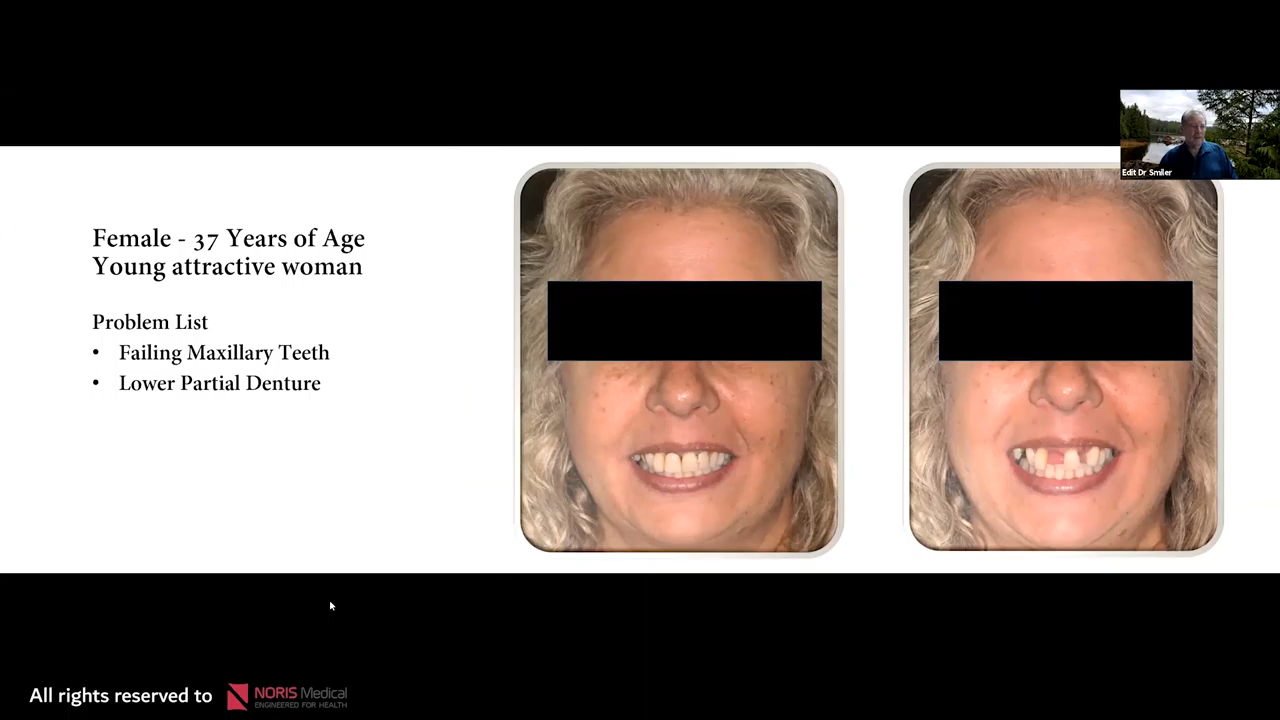 Edit Dr Smiler
Female - 37 Years of Age
Young attractive woman
Problem List
• Failing Maxillary Teeth
• Lower Partial Denture
All rights reserved to
NORIS Medical
ENGINEERED FOR HEALTH